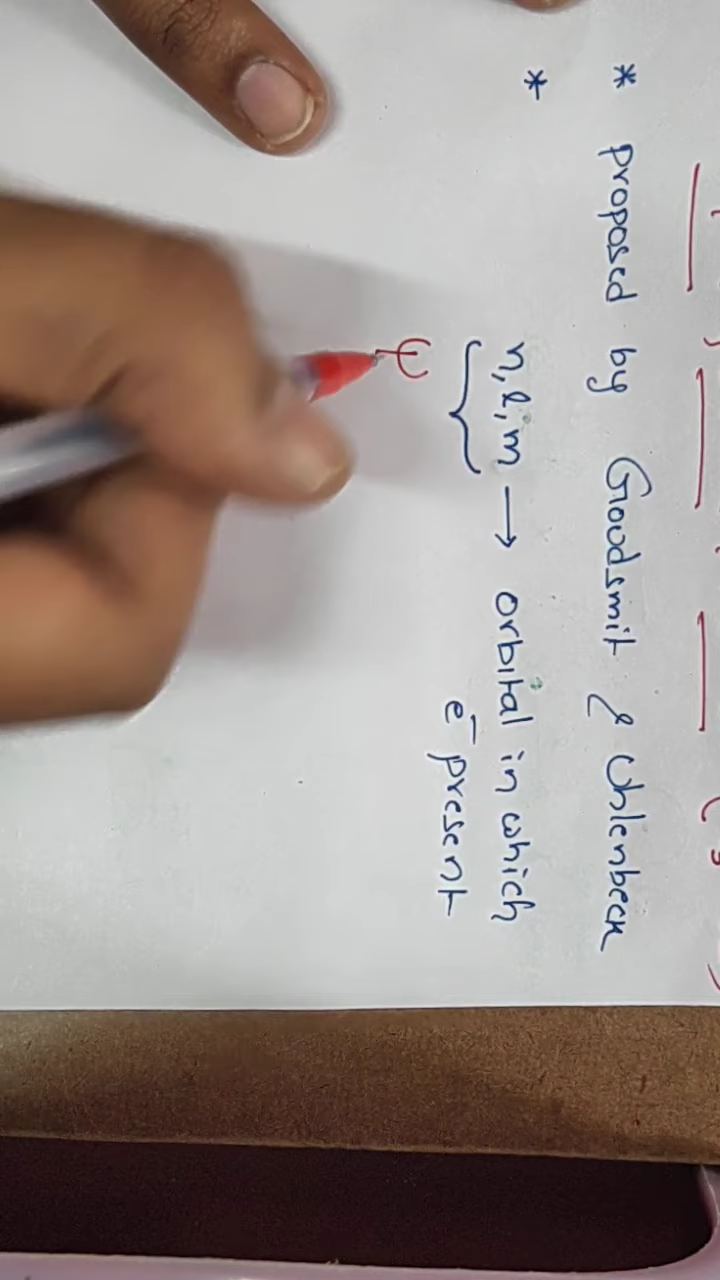 * proposed by Goodsmit & Uhlenbeck
* n, l, m → orbital in which
e⁻ present
ψ